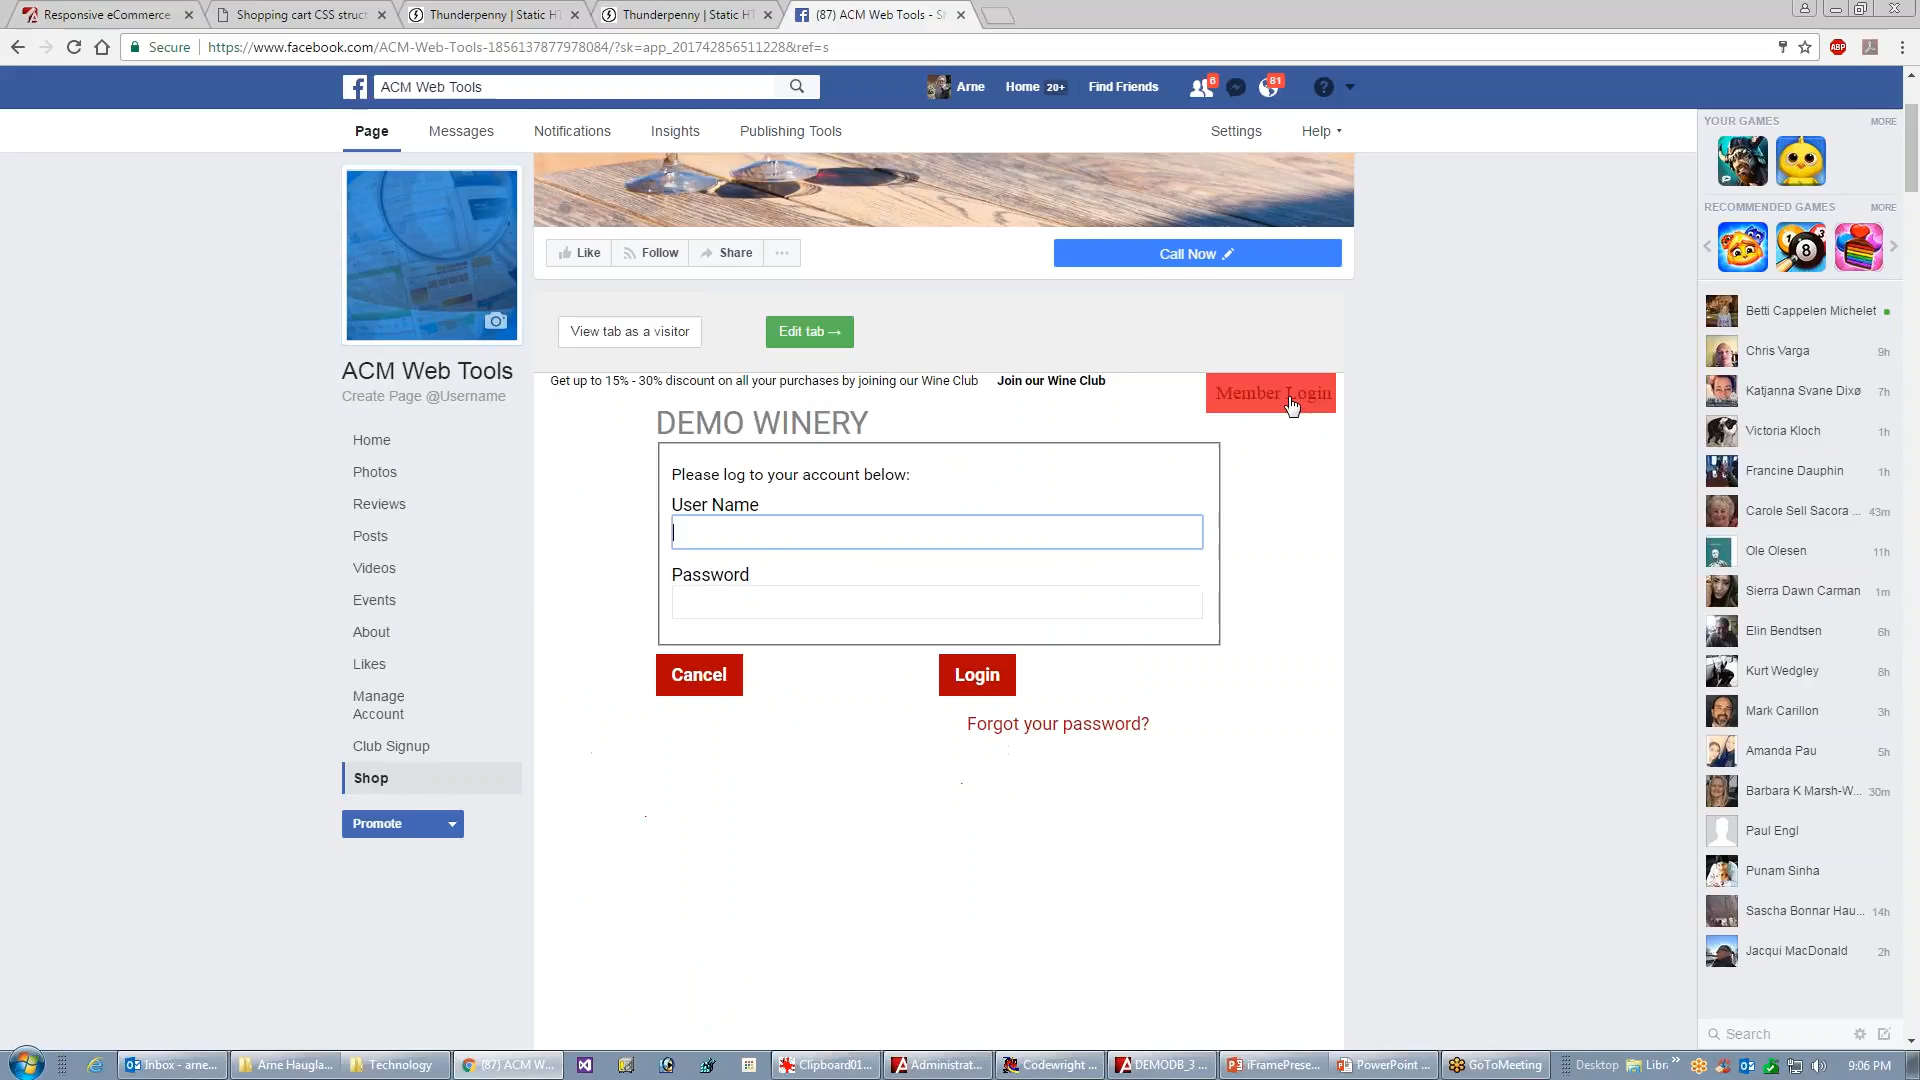 Responsive eCommerce
Shopping cart CSS struct
Thunderpenny | Static HT
Thunderpenny | Static HT
(87) ACM Web Tools - Sh
Secure
https://www.facebook.com/ACM-Web-Tools-1856137877978084/?sk=app_201742856511228&ref=s
ABP
ACM Web Tools
Arne
Home 20+
Find Friends
6
81
Page
Messages
Notifications
Insights
Publishing Tools
Settings
Help
YOUR GAMES
MORE
RECOMMENDED GAMES
MORE
Like
Follow
Share
Call Now
View tab as a visitor
Edit tab →
ACM Web Tools
Create Page @Username
Home
Photos
Reviews
Posts
Videos
Events
About
Likes
Manage
Account
Club Signup
Shop
Promote
Get up to 15% - 30% discount on all your purchases by joining our Wine Club
Join our Wine Club
Member Login
DEMO WINERY
Please log to your account below:
User Name
Password
Cancel
Login
Forgot your password?
Betti Cappelen Michelet
Chris Varga 9h
Katjanna Svane Dixø 7h
Victoria Kloch 1h
Francine Dauphin 1h
Carole Sell Sacora ... 43m
Ole Olesen 11h
Sierra Dawn Carman 1m
Elin Bendtsen 6h
Kurt Wedgley 8h
Mark Carillon 3h
Amanda Pau 5h
Barbara K Marsh-W... 30m
Paul Engl
Punam Sinha
Sascha Bonnar Hau... 14h
Jacqui MacDonald 2h
Search
Inbox - arne...
Arne Haugla...
Technology
(87) ACM W...
Clipboard01...
Administrat...
Codewright ...
DEMODB_3 ...
iFramePrese...
PowerPoint ...
GoToMeeting
Desktop
Libr
9:06 PM